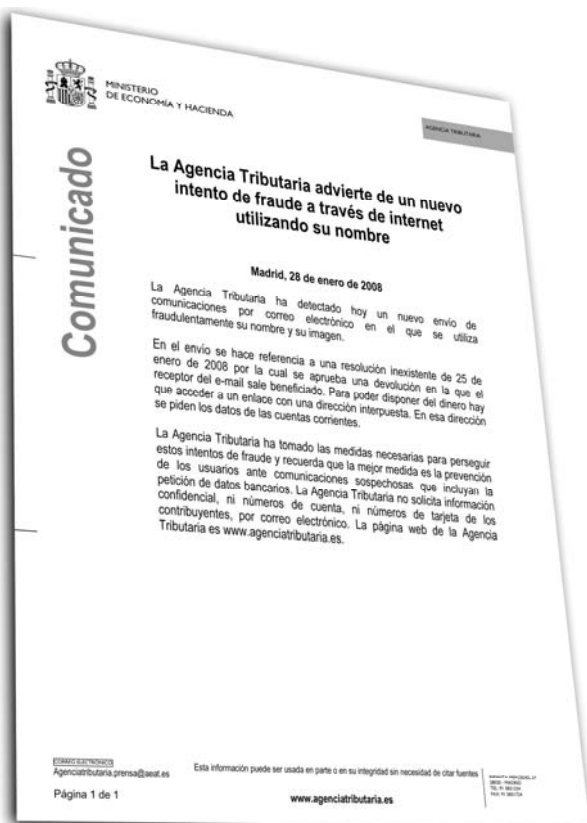 MINISTERIO
DE ECONOMÍA Y HACIENDA
AGENCIA TRIBUTARIA
Comunicado
La Agencia Tributaria advierte de un nuevo
intento de fraude a través de internet
utilizando su nombre
Madrid, 28 de enero de 2008
La Agencia Tributaria ha detectado hoy un nuevo envío de
comunicaciones por correo electrónico en el que se utiliza
fraudulentamente su nombre y su imagen.
En el envío se hace referencia a una resolución inexistente de 25 de
enero de 2008 por la cual se aprueba una devolución en la que el
receptor del e-mail sale beneficiado. Para poder disponer del dinero hay
que acceder a un enlace con una dirección interpuesta. En esa dirección
se piden los datos de las cuentas corrientes.
La Agencia Tributaria ha tomado las medidas necesarias para perseguir
estos intentos de fraude y recuerda que la mejor medida es la prevención
de los usuarios ante comunicaciones sospechosas que incluyan la
petición de datos bancarios. La Agencia Tributaria no solicita información
confidencial, ni números de cuenta, ni números de tarjeta de los
contribuyentes, por correo electrónico. La página web de la Agencia
Tributaria es www.agenciatributaria.es.
CORREO ELECTRÓNICO
Agenciatributaria.prensa@aeat.es
Página 1 de 1
Esta información puede ser usada en parte o en su integridad sin necesidad de citar fuentes
www.agenciatributaria.es